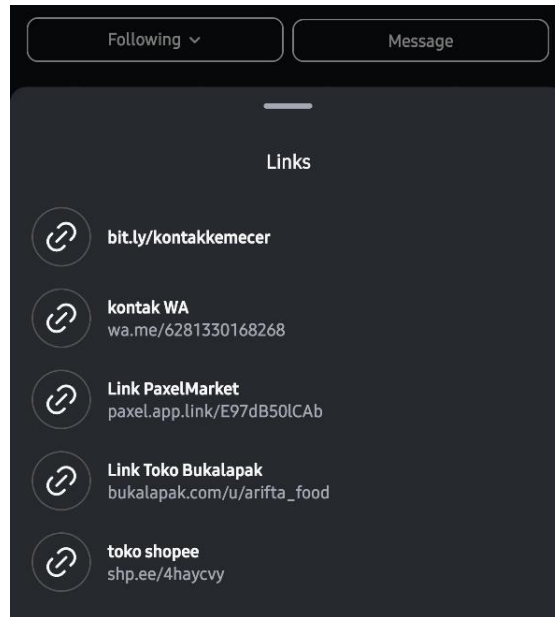 Following
Message
Links
bit.ly/kontakkemecer
kontak WA
wa.me/6281330168268
Link PaxelMarket
paxel.app.link/E97dB50lCAb
Link Toko Bukalapak
bukalapak.com/u/arifta_food
toko shopee
shp.ee/4haycvy